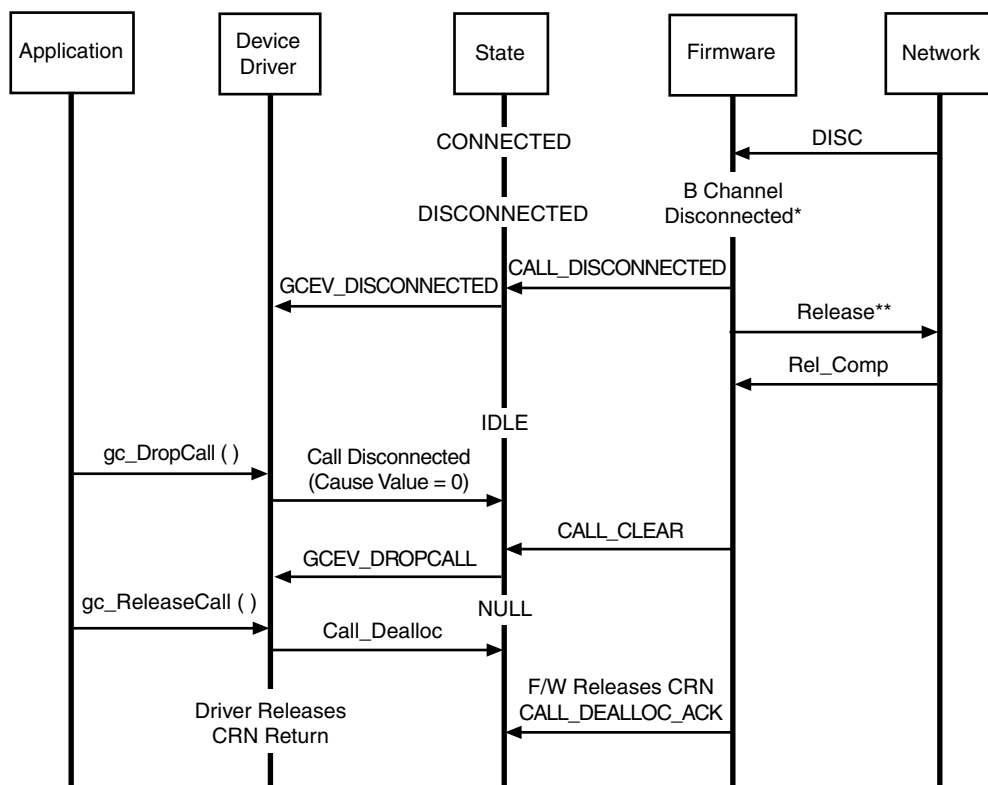 Application
Device
Driver
State
Firmware
Network
CONNECTED
DISC
B Channel
Disconnected*
DISCONNECTED
CALL_DISCONNECTED
GCEV_DISCONNECTED
Release**
Rel_Comp
IDLE
gc_DropCall ( )
Call Disconnected
(Cause Value = 0)
CALL_CLEAR
GCEV_DROPCALL
gc_ReleaseCall ( )
NULL
Call_Dealloc
F/W Releases CRN
CALL_DEALLOC_ACK
Driver Releases
CRN Return